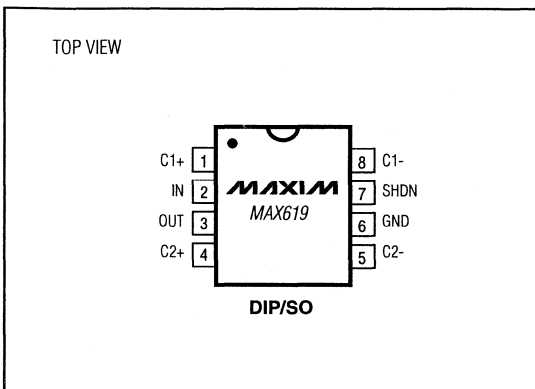 TOP VIEW
C1+ 1 8 C1-
IN 2 MAXIM 7 SHDN
OUT 3 MAX619 6 GND
C2+ 4 5 C2-
DIP/SO